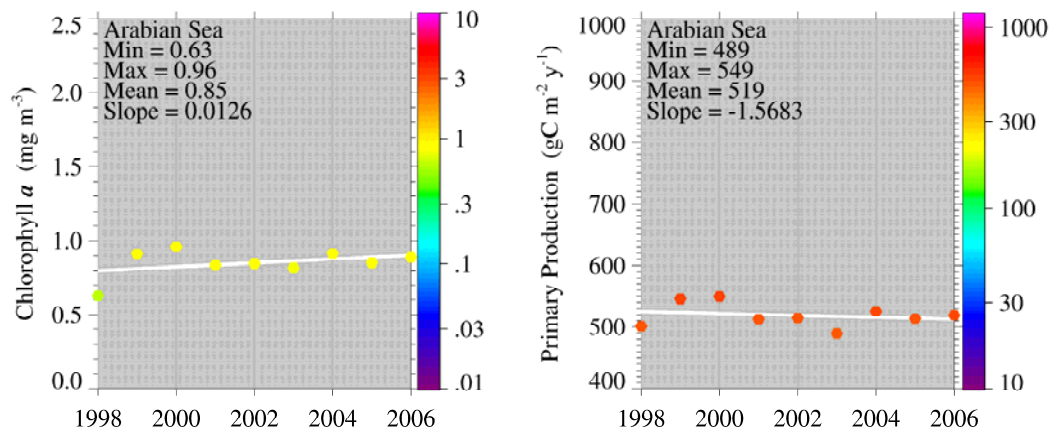 Arabian Sea
Min = 0.63
Max = 0.96
Mean = 0.85
Slope = 0.0126
Chlorophyll a (mg m-3)
2.5
2.0
1.5
1.0
0.5
0.0
1998 2000 2002 2004 2006
10
3
1
.3
.1
.03
.01
Arabian Sea
Min = 489
Max = 549
Mean = 519
Slope = -1.5683
Primary Production (gC m-2 y-1)
1000
900
800
700
600
500
400
1998 2000 2002 2004 2006
1000
300
100
30
10